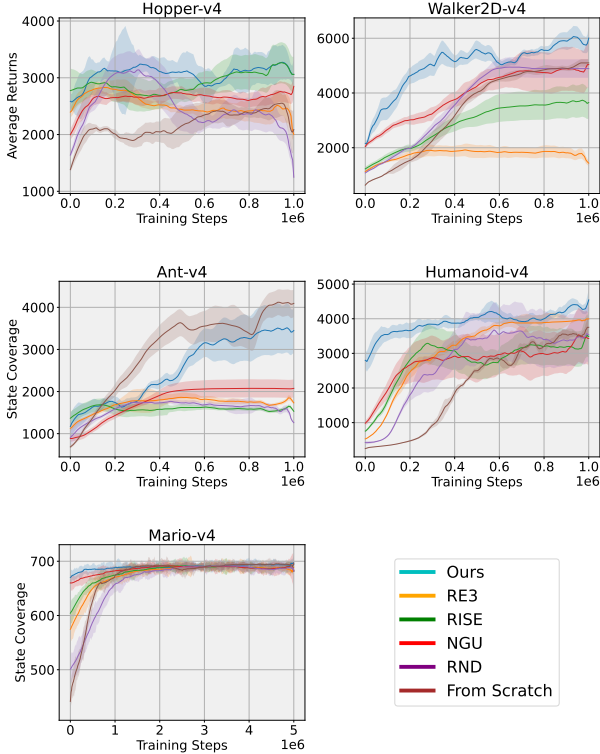 Hopper-v4
Walker2D-v4
Average Returns
4000
3000
2000
1000
6000
4000
2000
0.0 0.2 0.4 0.6 0.8 1.0
Training Steps 1e6
0.0 0.2 0.4 0.6 0.8 1.0
Training Steps 1e6
Ant-v4
Humanoid-v4
State Coverage
4000
3000
2000
1000
5000
4000
3000
2000
1000
0.0 0.2 0.4 0.6 0.8 1.0
Training Steps 1e6
0.0 0.2 0.4 0.6 0.8 1.0
Training Steps 1e6
Mario-v4
State Coverage
700
600
500
0 1 2 3 4 5
Training Steps 1e6
Ours
RE3
RISE
NGU
RND
From Scratch